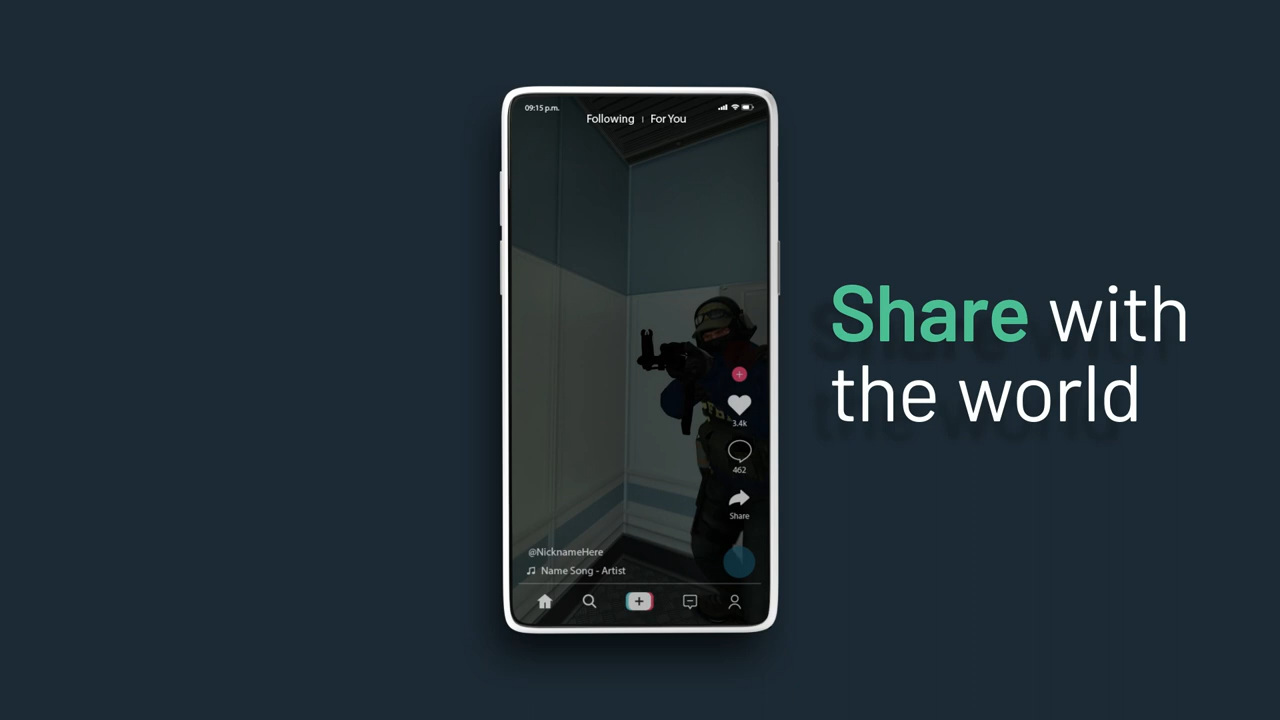 09:15 p.m.
Following | For You
Share with
the world
3.4k
462
Share
@NicknameHere
Name Song - Artist